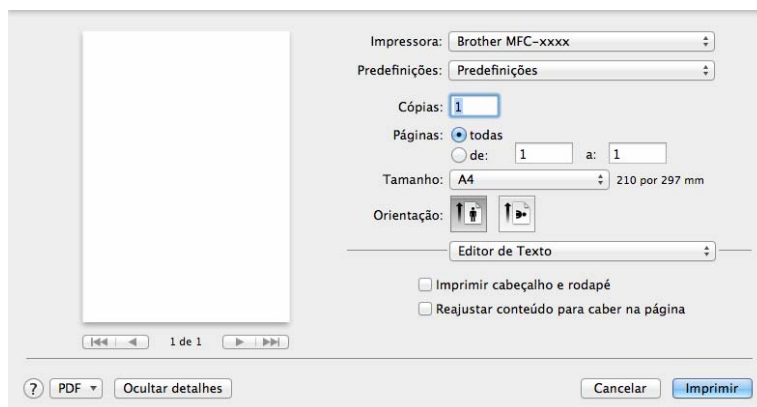 Impressora: Brother MFC-xxxx
Predefinições: Predefinições
Cópias: 1
Páginas: todas
de: 1 a: 1
Tamanho: A4 210 por 297 mm
Orientação:
Editor de Texto
Imprimir cabeçalho e rodapé
Reajustar conteúdo para caber na página
1 de 1
? PDF Ocultar detalhes Cancelar Imprimir